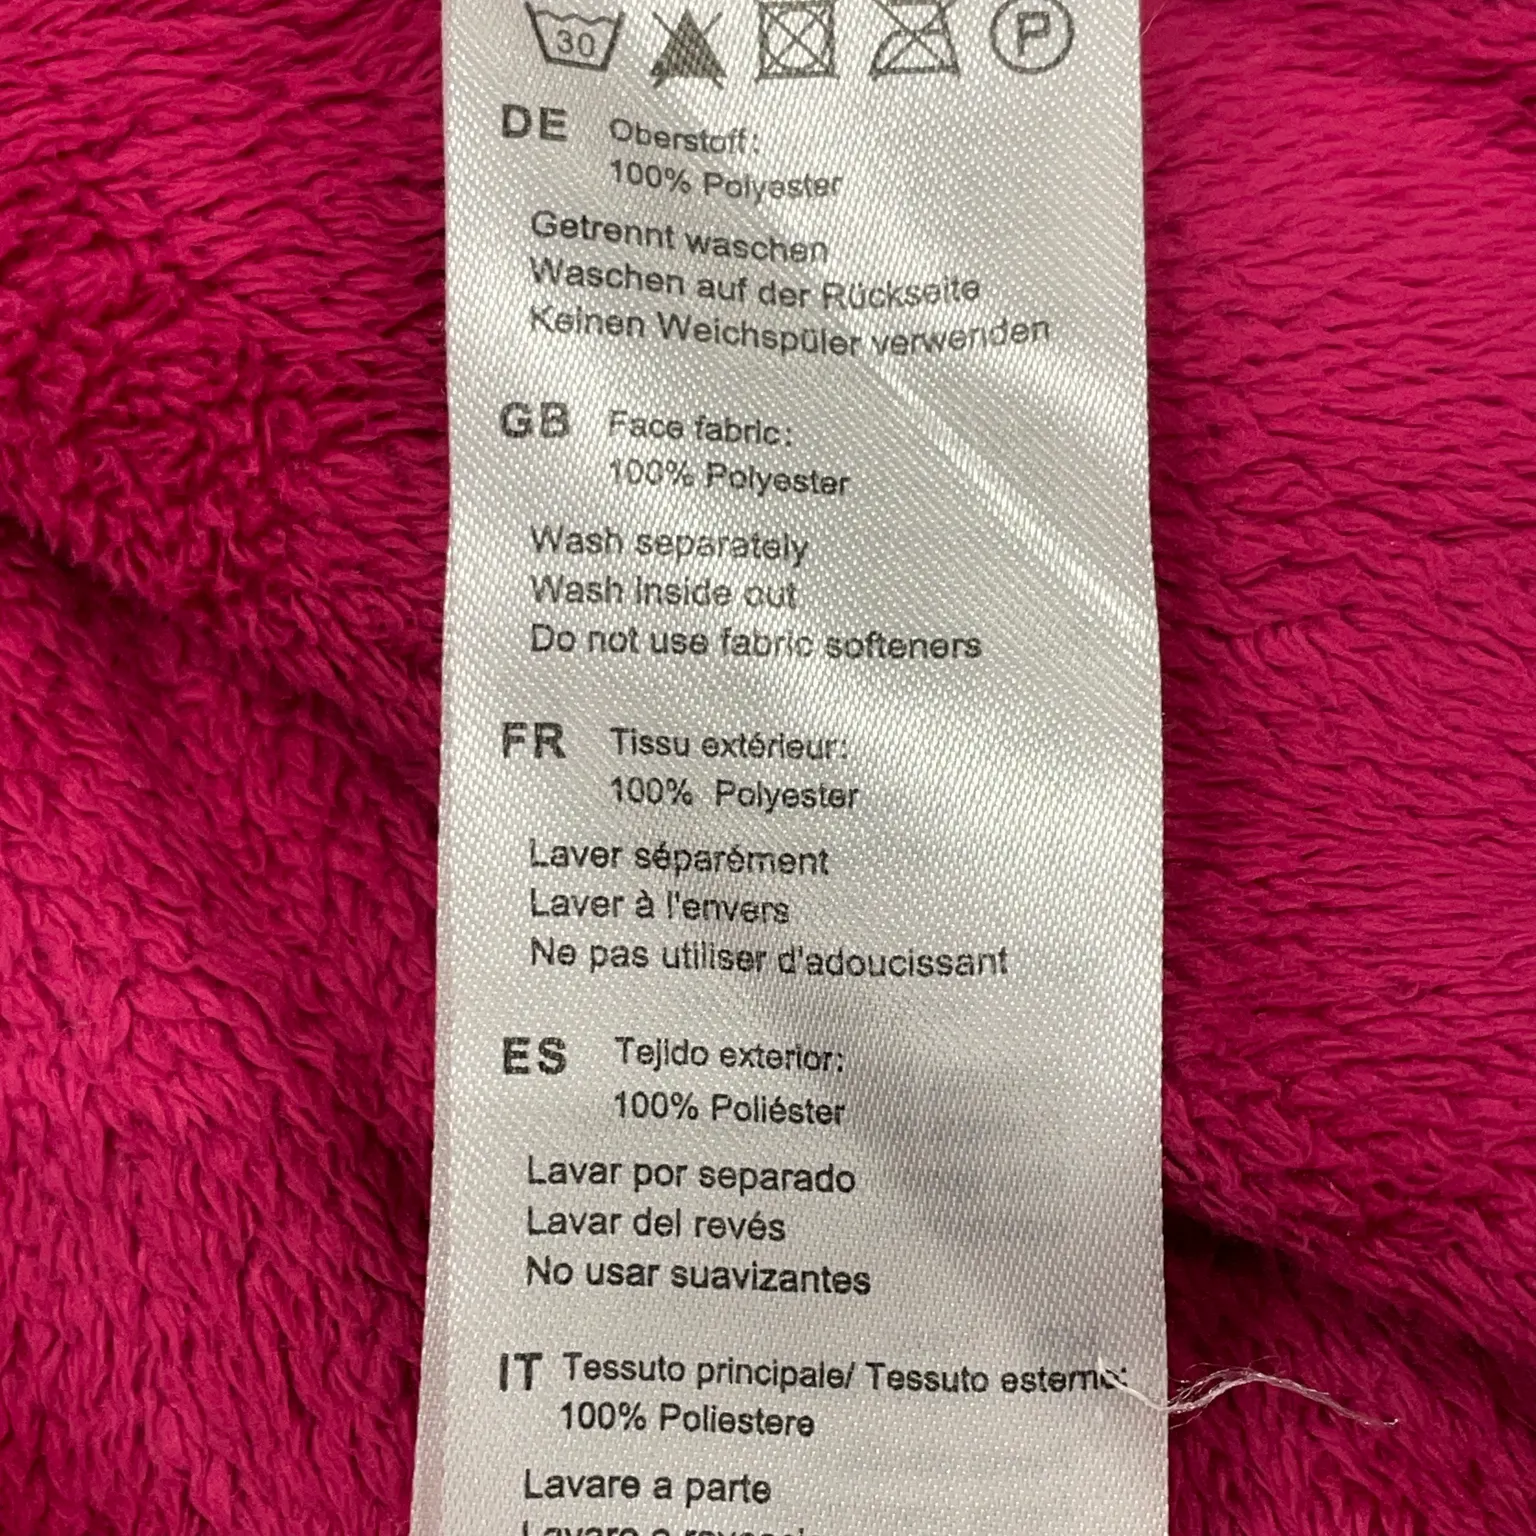 30 P
DE Oberstoff:
100% Polyester
Getrennt waschen
Waschen auf der Rückseite
Keinen Weichspüler verwenden
GB Face fabric:
100% Polyester
Wash separately
Wash inside out
Do not use fabric softeners
FR Tissu extérieur:
100% Polyester
Laver séparément
Laver à l'envers
Ne pas utiliser d'adoucissant
ES Tejido exterior:
100% Poliéster
Lavar por separado
Lavar del revés
No usar suavizantes
IT Tessuto principale/ Tessuto esterno:
100% Poliestere
Lavare a parte
Lavare a